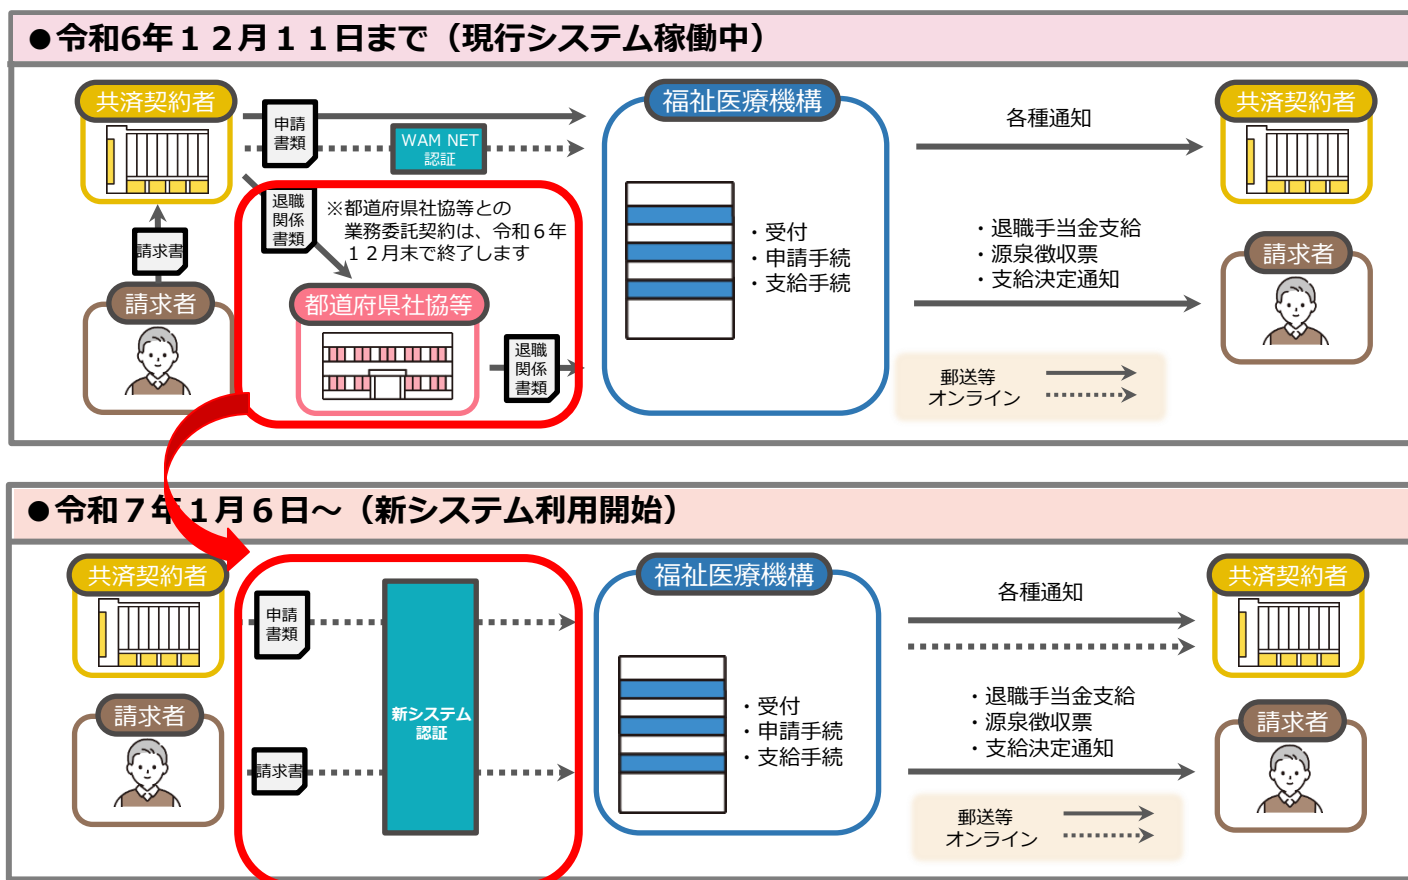 ●令和6年１２月１１日まで（現行システム稼働中）
共済契約者
申請
書類
WAM NET
認証
福祉医療機構
各種通知
共済契約者
退職
関係
書類
※都道府県社協等との
業務委託契約は、令和６年
１２月末で終了します
請求書
・受付
・申請手続
・支給手続
・退職手当金支給
・源泉徴収票
・支給決定通知
請求者
請求者
都道府県社協等
退職
関係
書類
郵送等
オンライン
●令和７年１月６日～（新システム利用開始）
共済契約者
申請
書類
福祉医療機構
各種通知
共済契約者
請求者
新システム
認証
請求書
・受付
・申請手続
・支給手続
・退職手当金支給
・源泉徴収票
・支給決定通知
請求者
郵送等
オンライン